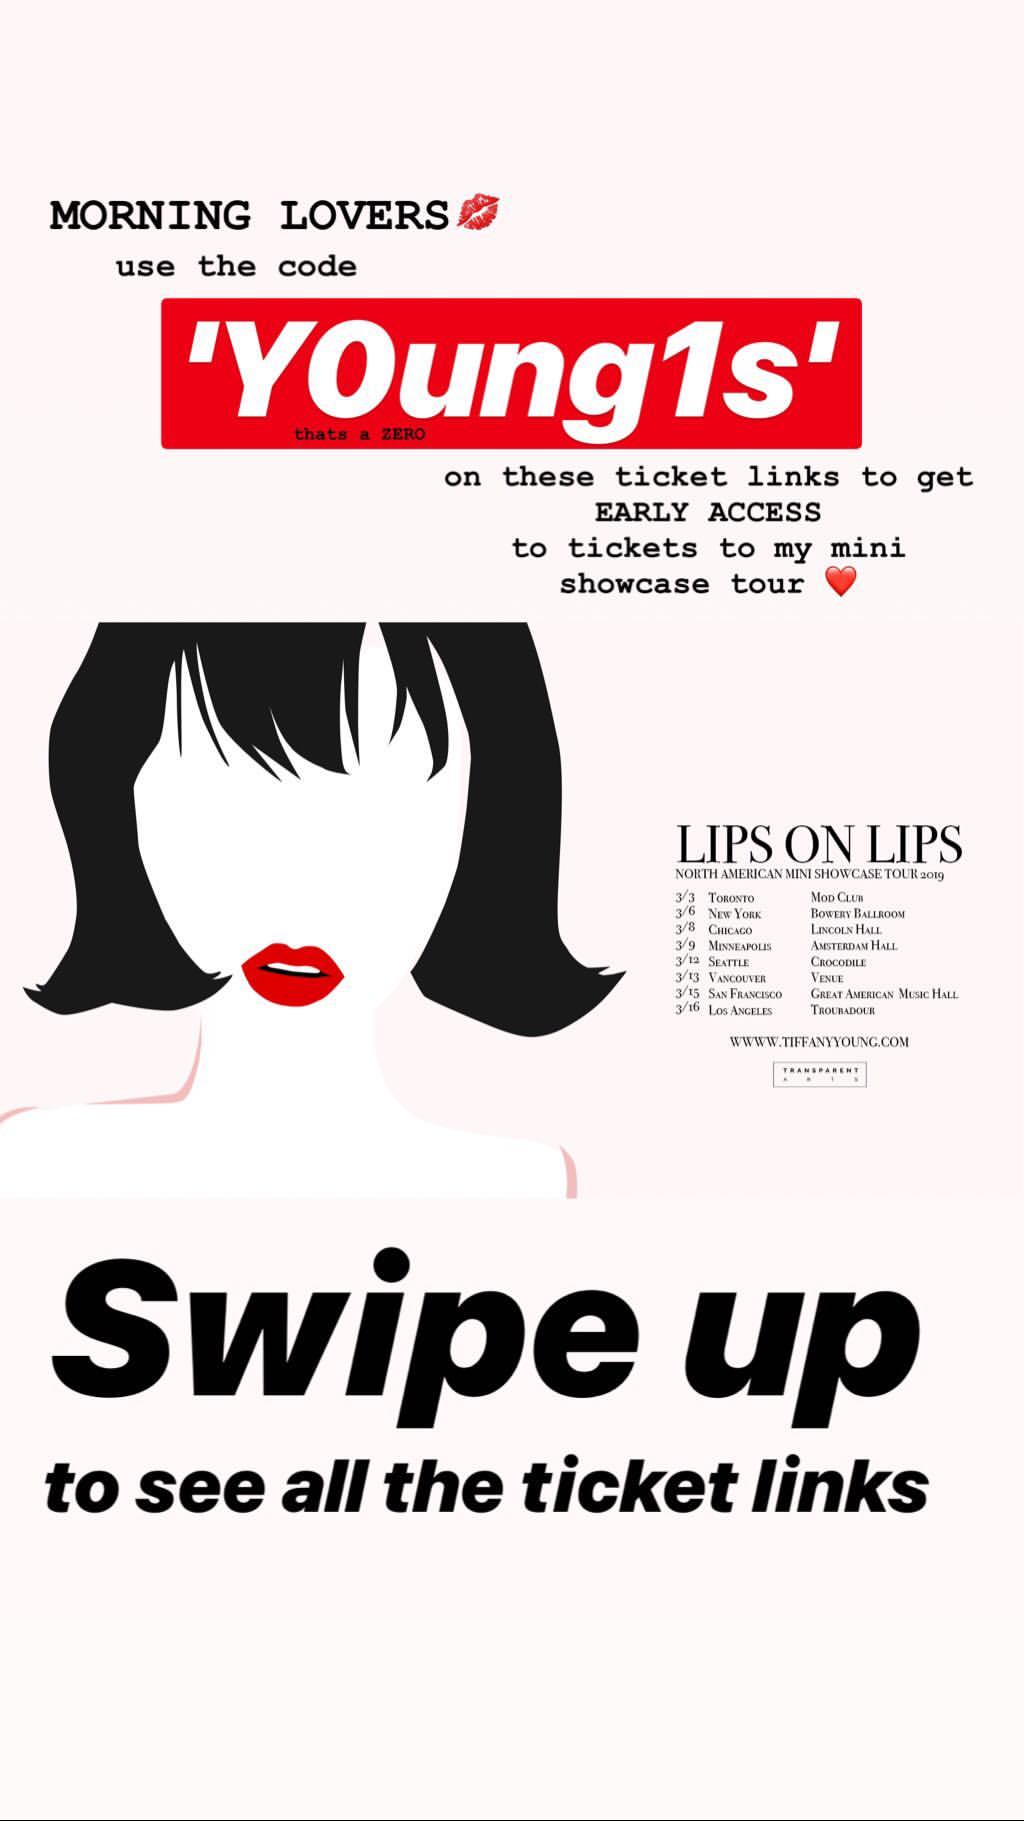 MORNING LOVERS💋
use the code
'Y0ung1s'
thats a ZERO
on these ticket links to get
EARLY ACCESS
to tickets to my mini
showcase tour ❤️
LIPS ON LIPS
NORTH AMERICAN MINI SHOWCASE TOUR 2019
3/3 Toronto Mod Club
3/6 New York Bowery Ballroom
3/8 Chicago Lincoln Hall
3/9 Minneapolis Amsterdam Hall
3/12 Seattle Crocodile
3/13 Vancouver Venue
3/15 San Francisco Great American Music Hall
3/16 Los Angeles Troubadour
WWWW.TIFFANYYOUNG.COM
TRANSPARENT
A R T S
Swipe up
to see all the ticket links